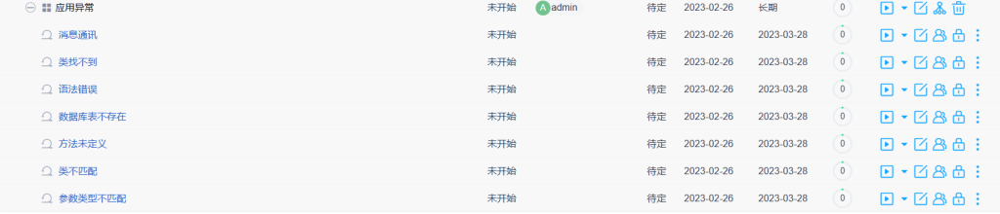 应用异常 未开始 A admin 待定 2023-02-26 长期 0
消息通讯 未开始 待定 2023-02-26 2023-03-28 0
类找不到 未开始 待定 2023-02-26 2023-03-28 0
语法错误 未开始 待定 2023-02-26 2023-03-28 0
数据库表不存在 未开始 待定 2023-02-26 2023-03-28 0
方法未定义 未开始 待定 2023-02-26 2023-03-28 0
类不匹配 未开始 待定 2023-02-26 2023-03-28 0
参数类型不匹配 未开始 待定 2023-02-26 2023-03-28 0